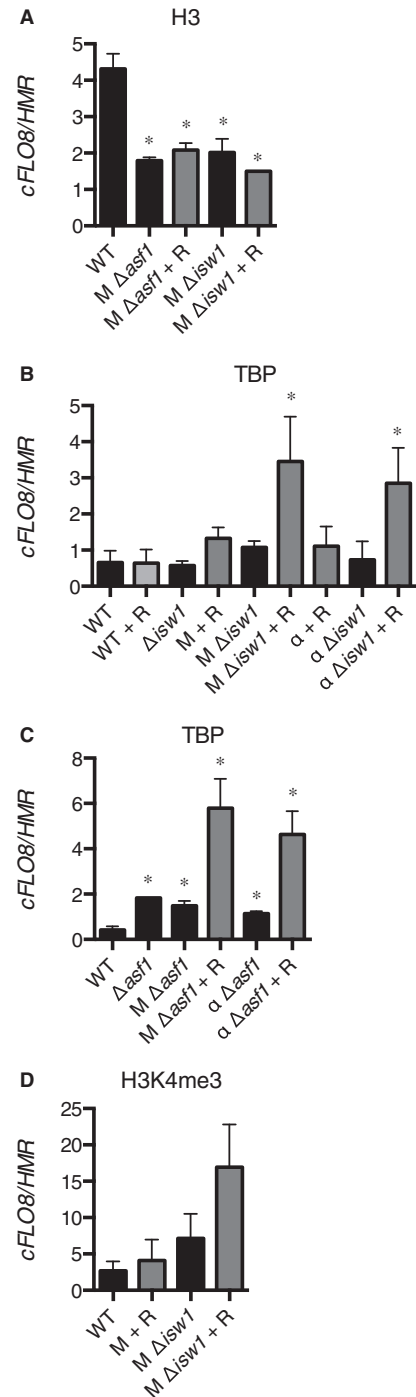 A
H3
cFLO8/HMR
5
4
3
2
1
0
*
*
*
*
WT
M Δasf1
M Δasf1 + R
M Δisw1
M Δisw1 + R
B
TBP
cFLO8/HMR
5
4
3
2
1
0
*
*
WT
WT + R
Δisw1
M + R
M Δisw1
M Δisw1 + R
α + R
α Δisw1
α Δisw1 + R
C
TBP
cFLO8/HMR
8
6
4
2
0
*
*
*
*
*
WT
Δasf1
M Δasf1
M Δasf1 + R
α Δasf1
α Δasf1 + R
D
H3K4me3
cFLO8/HMR
25
20
15
10
5
0
WT
M + R
M Δisw1
M Δisw1 + R